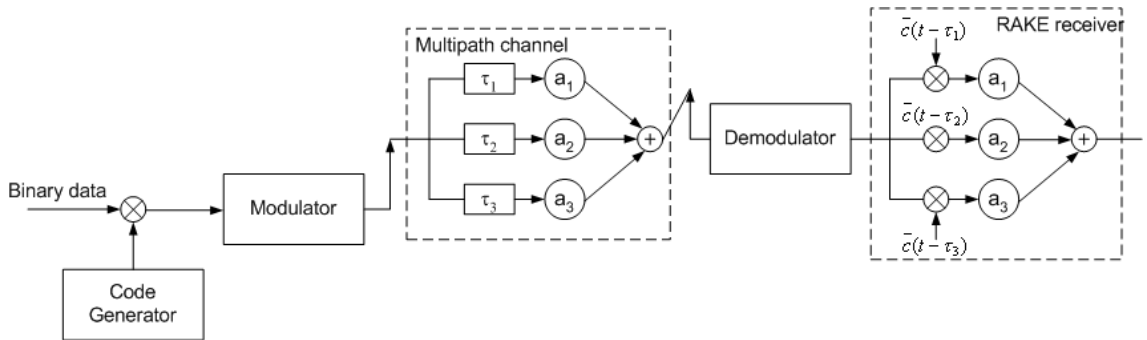 Binary data
Code
Generator
Modulator
Multipath channel
τ₁
a₁
τ₂
a₂
τ₃
a₃
+
Demodulator
RAKE receiver
c̄(t − τ₁)
a₁
c̄(t − τ₂)
a₂
a₃
c̄(t − τ₃)
+